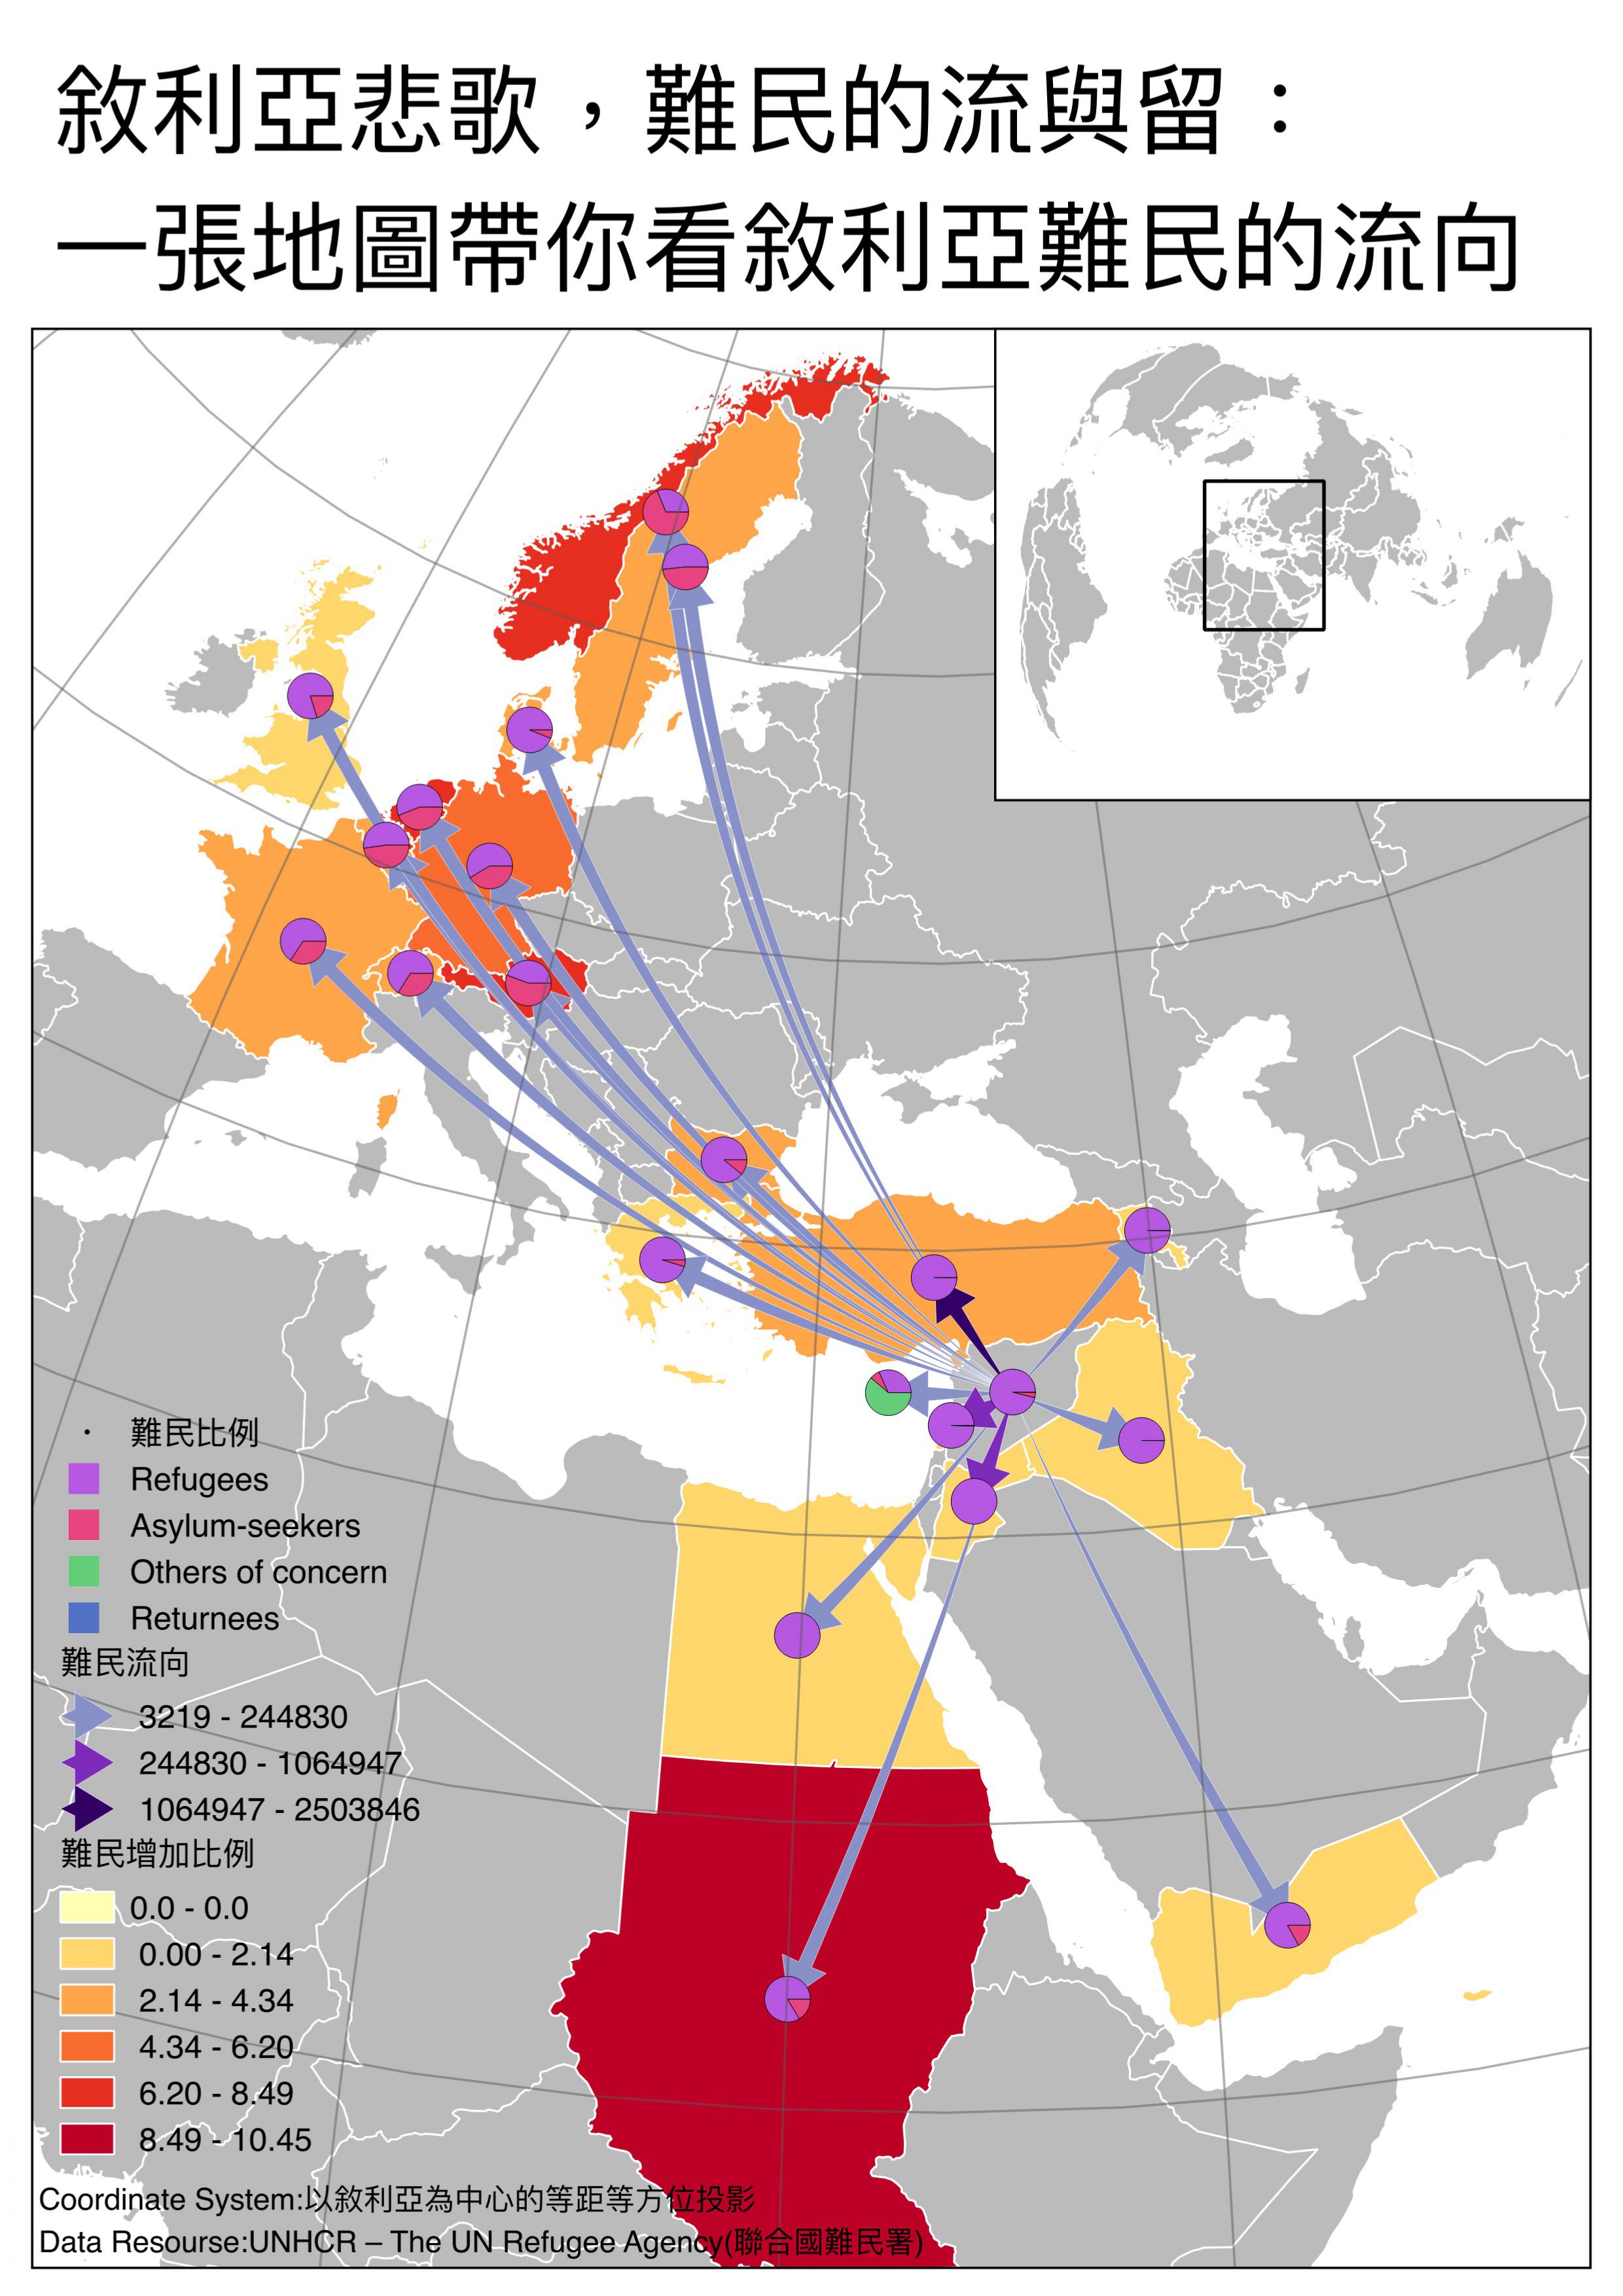 敘利亞悲歌，難民的流與留：
一張地圖帶你看敘利亞難民的流向
難民比例
Refugees
Asylum-seekers
Others of concern
Returnees
難民流向
3219 - 244830
244830 - 1064947
1064947 - 2503846
難民增加比例
0.0 - 0.0
0.00 - 2.14
2.14 - 4.34
4.34 - 6.20
6.20 - 8.49
8.49 - 10.45
Coordinate System:以敘利亞為中心的等距等方位投影
Data Resourse:UNHCR – The UN Refugee Agency(聯合國難民署)